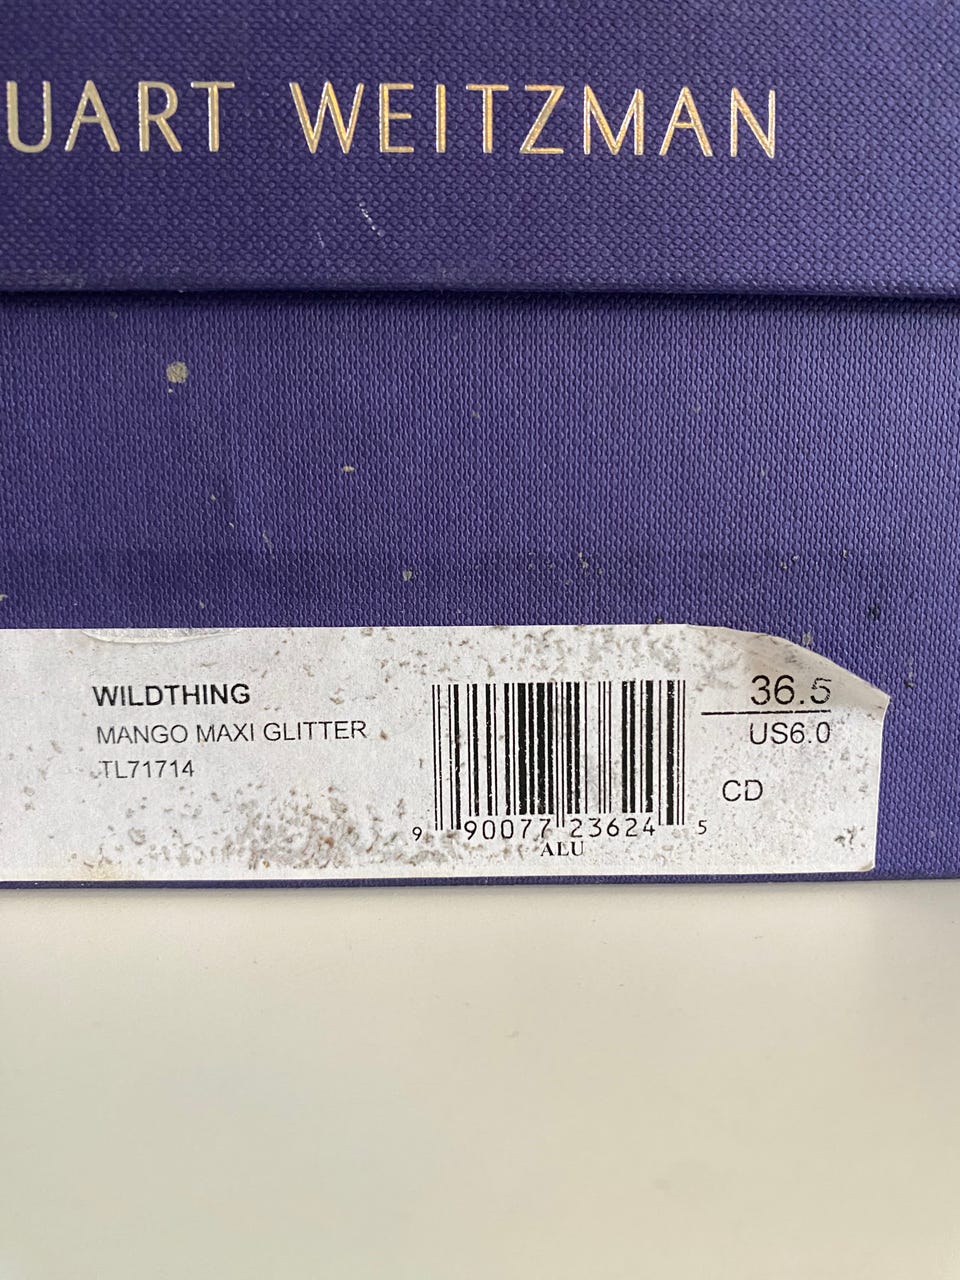 UART WEITZMAN
WILDTHING
MANGO MAXI GLITTER
TL71714
9 90077 23624 5
ALU
36.5
US6.0
CD